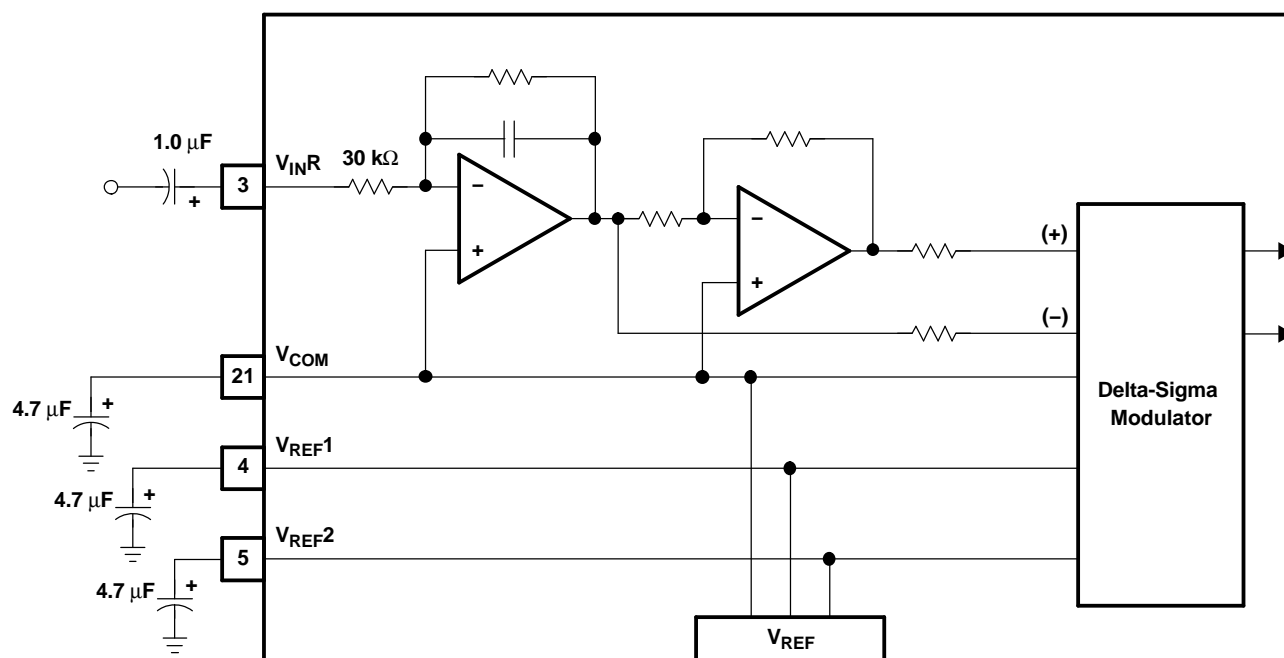 1.0 μF
+
3
VINR
30 kΩ
−
+
−
+
(+)
(−)
VCOM
21
+
4.7 μF
VREF1
4
+
4.7 μF
VREF2
5
+
4.7 μF
Delta-Sigma
Modulator
VREF